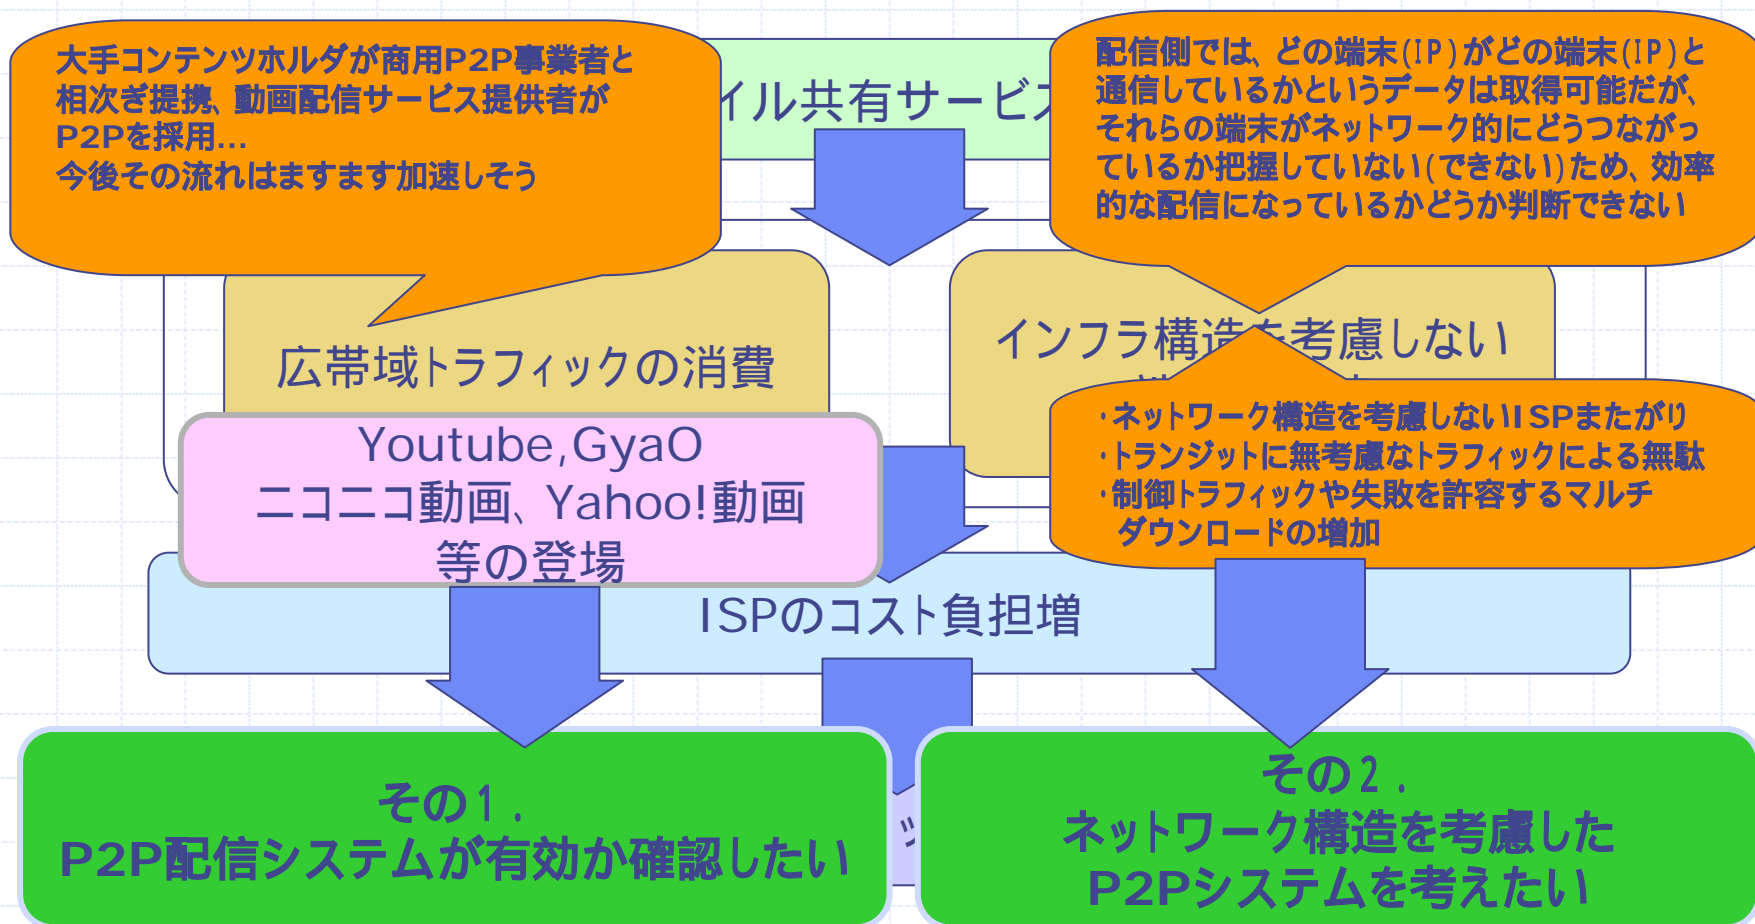 大手コンテンツホルダが商用P2P事業者と
相次ぎ提携、動画配信サービス提供者が
P2Pを採用...
今後その流れはますます加速しそう
イル共有サービス
配信側では、どの端末(IP)がどの端末(IP)と
通信しているかというデータは取得可能だが、
それらの端末がネットワーク的にどうつながっ
ているか把握していない(できない)ため、効率
的な配信になっているかどうか判断できない
広帯域トラフィックの消費
インフラ構造を考慮しない
Youtube,GyaO
ニコニコ動画、Yahoo!動画
等の登場
・ネットワーク構造を考慮しないISPまたがり
・トランジットに無考慮なトラフィックによる無駄
・制御トラフィックや失敗を許容するマルチ
ダウンロードの増加
ISPのコスト負担増
その1.
P2P配信システムが有効か確認したい
ッ
その2.
ネットワーク構造を考慮した
P2Pシステムを考えたい